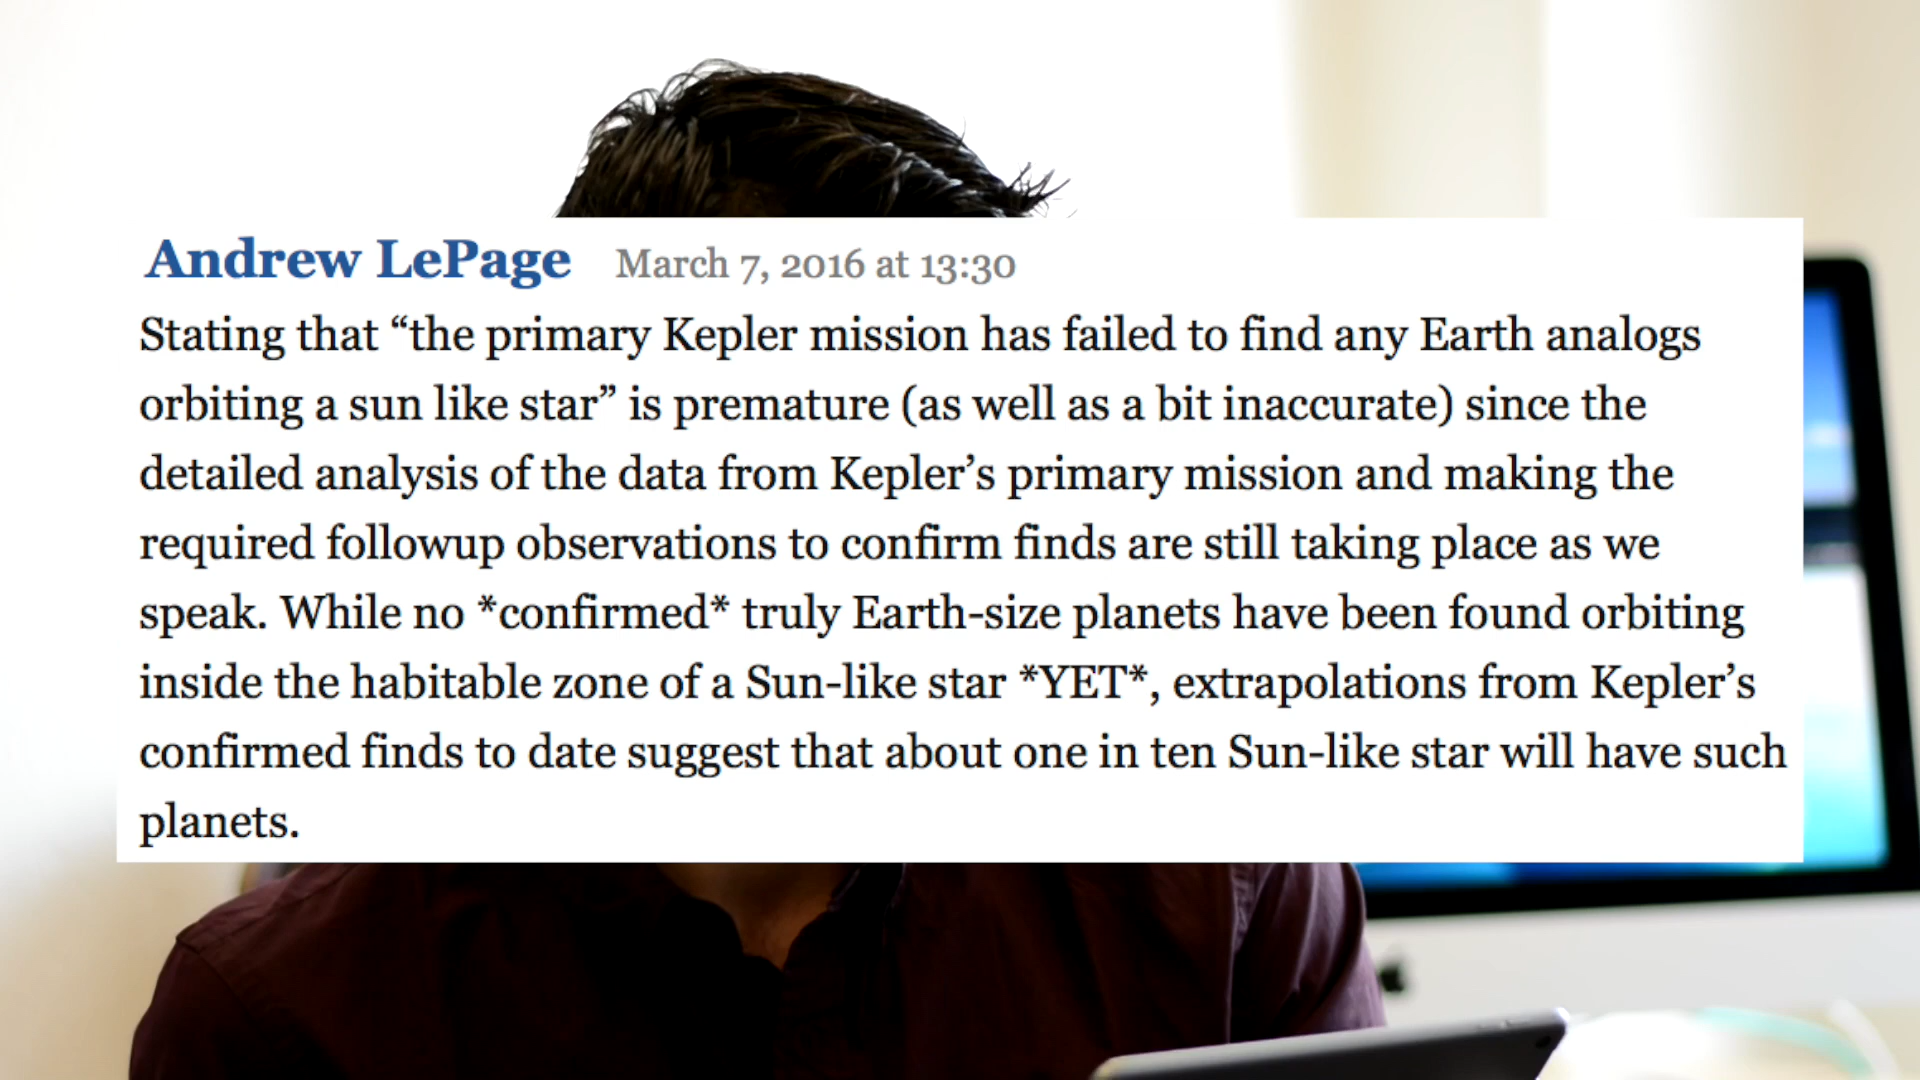 Andrew LePage March 7, 2016 at 13:30
Stating that “the primary Kepler mission has failed to find any Earth analogs
orbiting a sun like star” is premature (as well as a bit inaccurate) since the
detailed analysis of the data from Kepler’s primary mission and making the
required followup observations to confirm finds are still taking place as we
speak. While no *confirmed* truly Earth-size planets have been found orbiting
inside the habitable zone of a Sun-like star *YET*, extrapolations from Kepler’s
confirmed finds to date suggest that about one in ten Sun-like star will have such
planets.